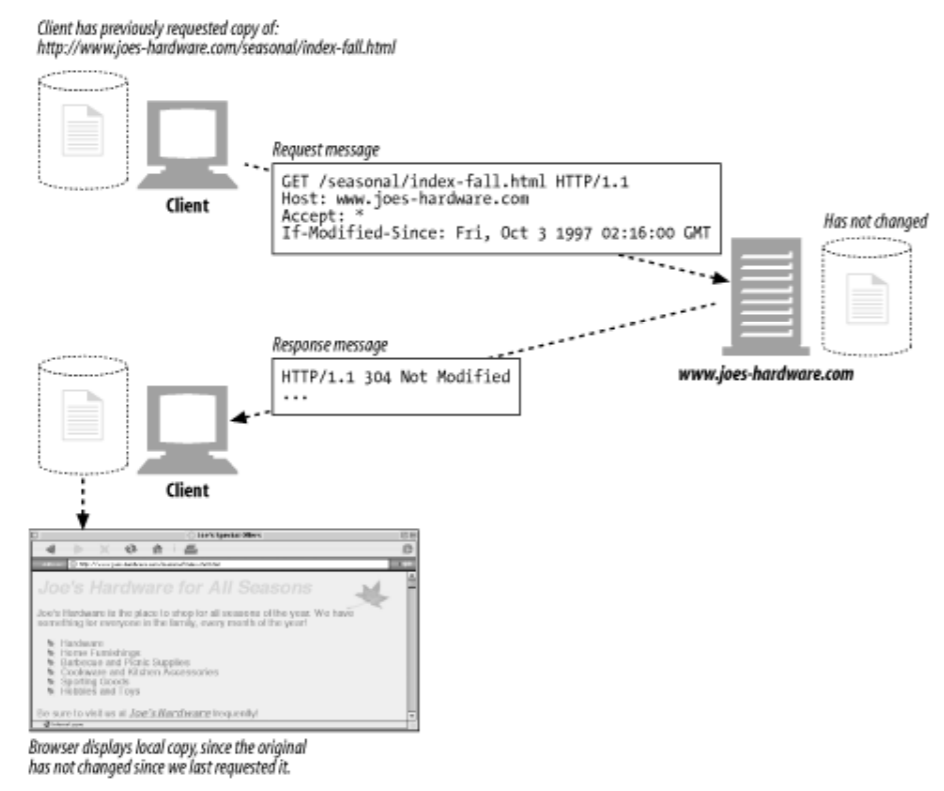 Client has previously requested copy of:
http://www.joes-hardware.com/seasonal/index-fall.html
Request message
GET /seasonal/index-fall.html HTTP/1.1
Host: www.joes-hardware.com
Accept: *
If-Modified-Since: Fri, Oct 3 1997 02:16:00 GMT
Client
Has not changed
www.joes-hardware.com
Response message
HTTP/1.1 304 Not Modified
...
Client
Joe's Special Offers
Joe's Hardware for All Seasons
Joe's Hardware is the place to shop for all seasons of the year. We have
something for everyone in the family, every month of the year!
Hardware
Home Furnishings
Barbecue and Picnic Supplies
Cookware and Kitchen Accessories
Sporting Goods
Hobbies and Toys
Be sure to visit us at Joe's Hardware frequently!
Browser displays local copy, since the original
has not changed since we last requested it.